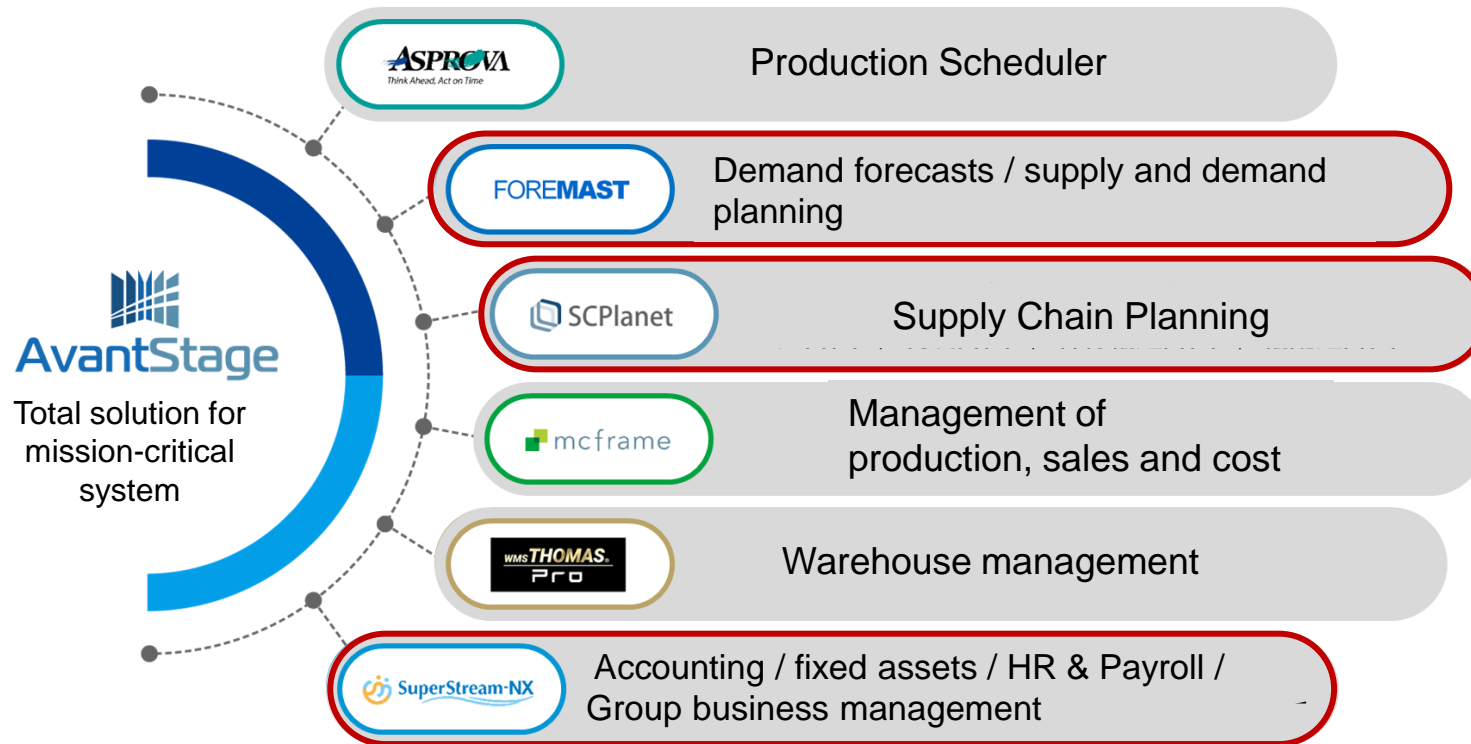 ASPROVA
Think Ahead, Act on Time
Production Scheduler
FOREMAST
Demand forecasts / supply and demand
planning
SCPlanet
Supply Chain Planning
AvantStage
Total solution for
mission-critical
system
mcframe
Management of
production, sales and cost
WMS THOMAS®
Pro
Warehouse management
SuperStream-NX
Accounting / fixed assets / HR & Payroll /
Group business management